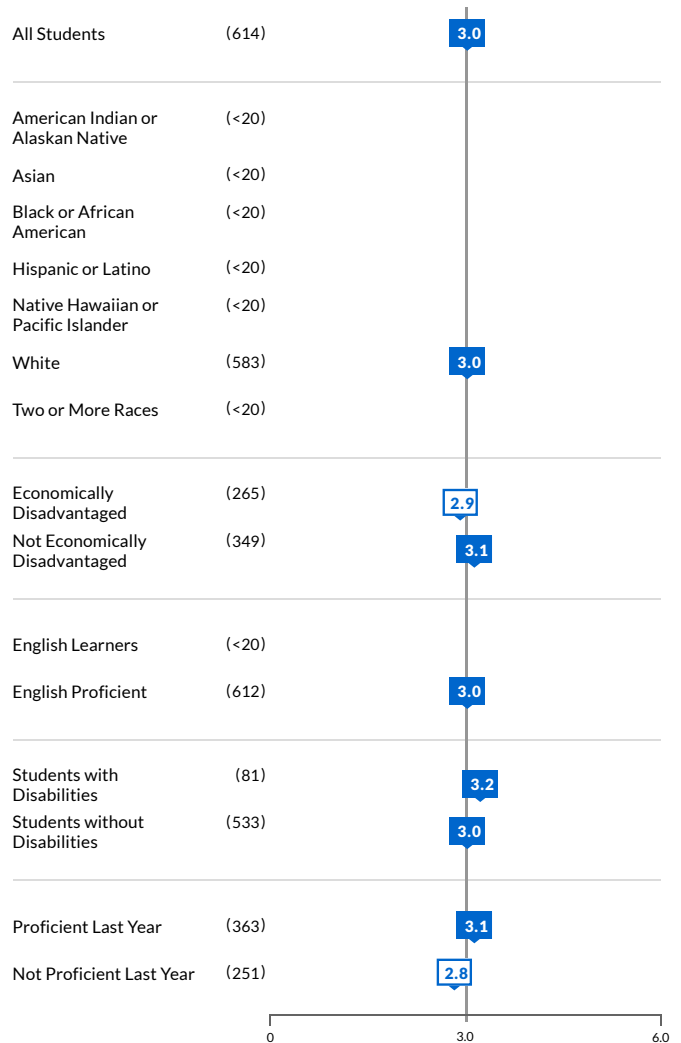 All Students (614) 3.0
American Indian or (<20)
Alaskan Native
Asian (<20)
Black or African (<20)
American
Hispanic or Latino (<20)
Native Hawaiian or (<20)
Pacific Islander
White (583) 3.0
Two or More Races (<20)
Economically (265) 2.9
Disadvantaged
Not Economically (349) 3.1
Disadvantaged
English Learners (<20)
English Proficient (612) 3.0
Students with (81) 3.2
Disabilities
Students without (533) 3.0
Disabilities
Proficient Last Year (363) 3.1
Not Proficient Last Year (251) 2.8
0 3.0 6.0